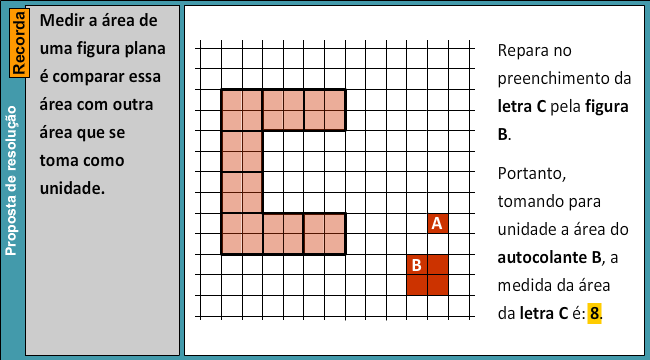 Recorda
Proposta de resolução
Medir a área de
uma figura plana
é comparar essa
área com outra
área que se
toma como
unidade.
A
B
Repara no
preenchimento da
letra C pela figura
B.
Portanto,
tomando para
unidade a área do
autocolante B, a
medida da área
da letra C é: 8.